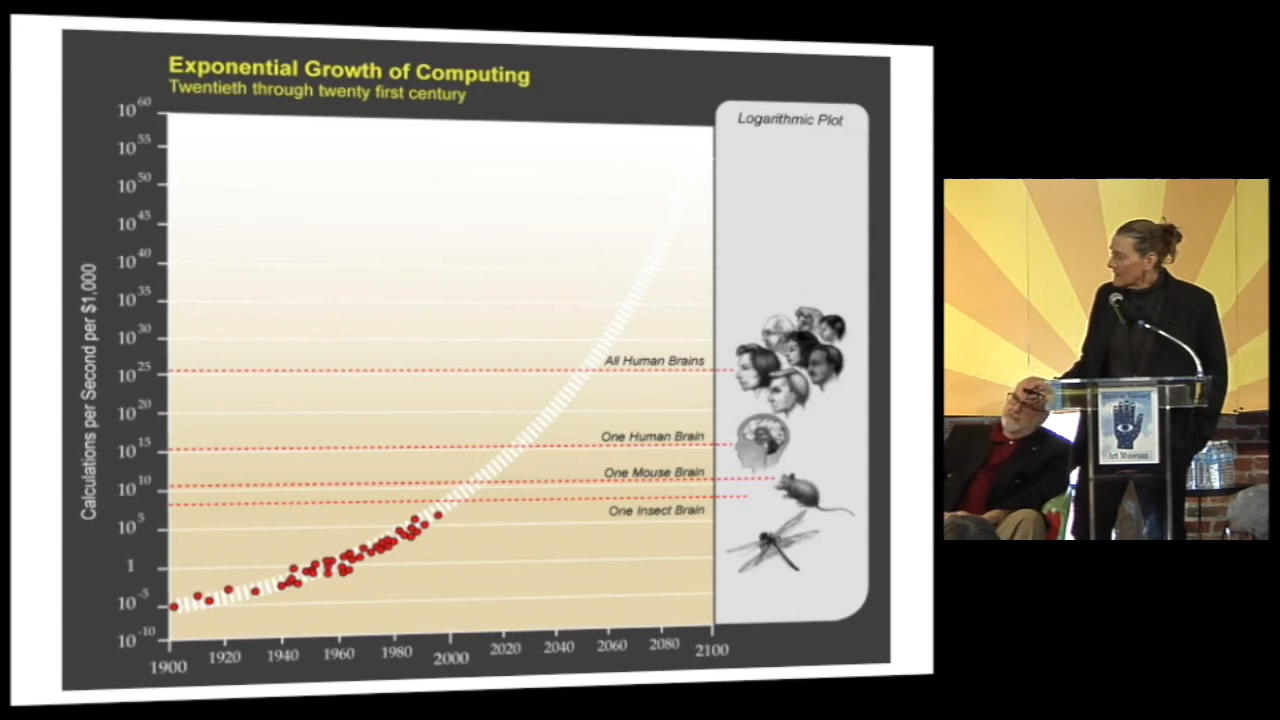 Exponential Growth of Computing
Twentieth through twenty first century
Logarithmic Plot
Calculations per Second per $1,000
10^60
10^55
10^50
10^45
10^40
10^35
10^30
10^25
10^20
10^15
10^10
10^5
1
10^-5
10^-10
All Human Brains
One Human Brain
One Mouse Brain
One Insect Brain
1900 1920 1940 1960 1980 2000 2020 2040 2060 2080 2100
Art Museum